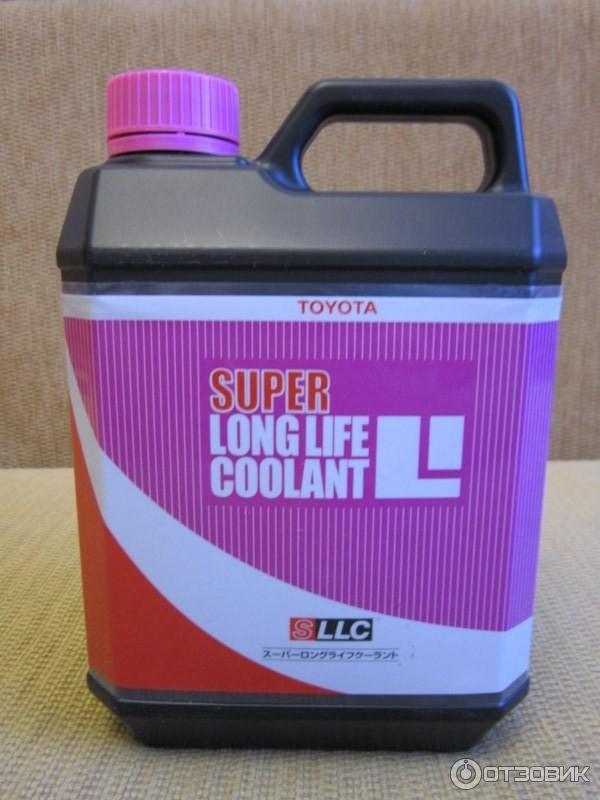 TOYOTA
SUPER
LONG LIFE
COOLANT
S LLC
スーパーロングライフクーラント
ОТЗОВИК